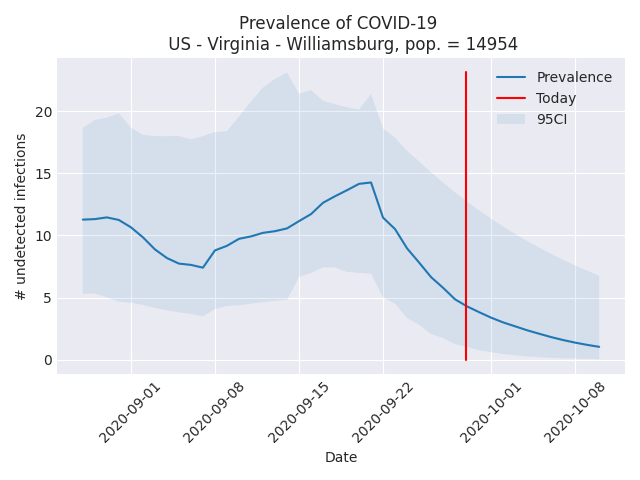 Prevalence of COVID-19
US - Virginia - Williamsburg, pop. = 14954
Prevalence
Today
95CI
# undetected infections
20
15
10
5
0
2020-09-01
2020-09-08
2020-09-15
2020-09-22
2020-10-01
2020-10-08
Date